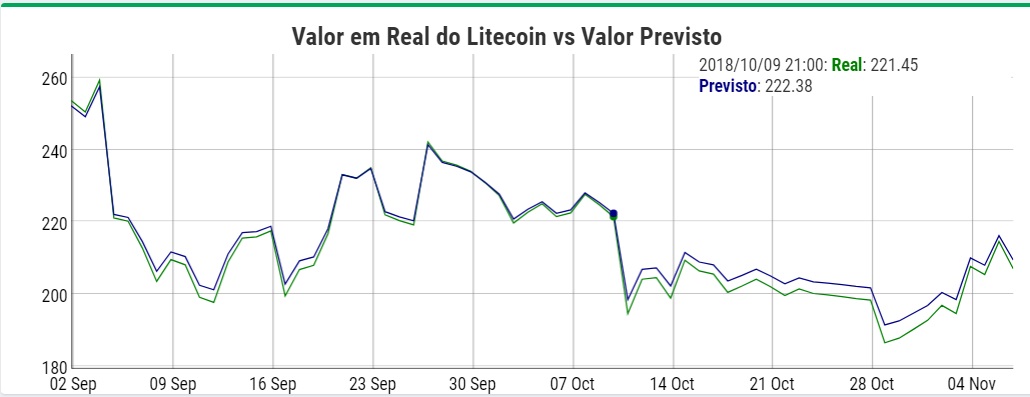 Valor em Real do Litecoin vs Valor Previsto
2018/10/09 21:00: Real: 221.45
Previsto: 222.38
260
240
220
200
180
02 Sep
09 Sep
16 Sep
23 Sep
30 Sep
07 Oct
14 Oct
21 Oct
28 Oct
04 Nov